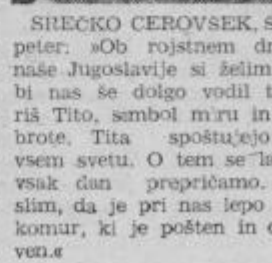 SREČKO CEROVŠEK, S
peter: »Ob rojstnem dr
naše Jugoslavije si želim
bi nas še dolgo vodil t
riš Tito, simbol miru in
brote. Tita spoštujejo
vsem svetu. O tem se la
vsak dan prepričamo.
slim, da je pri nas lepo
komur, ki je pošten in d
ven.«